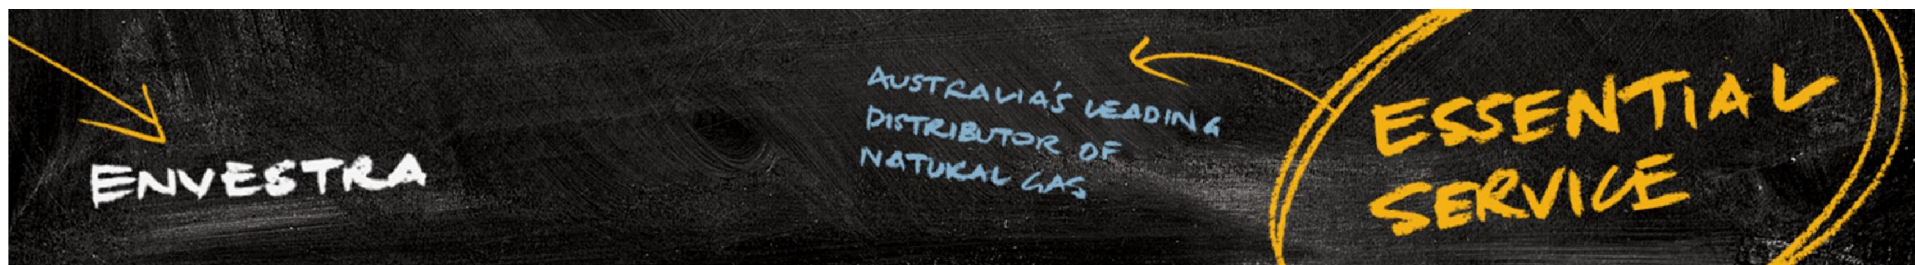 ENVESTRA
AUSTRALIA'S LEADING
DISTRIBUTOR OF
NATURAL GAS
ESSENTIAL
SERVICE